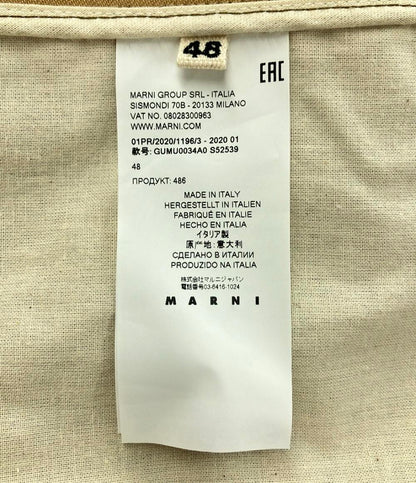 48
EAC
MARNI GROUP SRL - ITALIA
SISMONDI 70B - 20133 MILANO
VAT NO. 08028300963
WWW.MARNI.COM
01PR/2020/1196/3 - 2020 01
款号: GUMU0034A0 S52539
48
ПРОДУКТ: 486
MADE IN ITALY
HERGESTELLT IN ITALIEN
FABRIQUÉ EN ITALIE
HECHO EN ITALIA
イタリア製
原产地: 意大利
СДЕЛАНО В ИТАЛИИ
PRODUZIDO NA ITALIA
株式会社マルニジャパン
電話番号03-6416-1024
MARNI